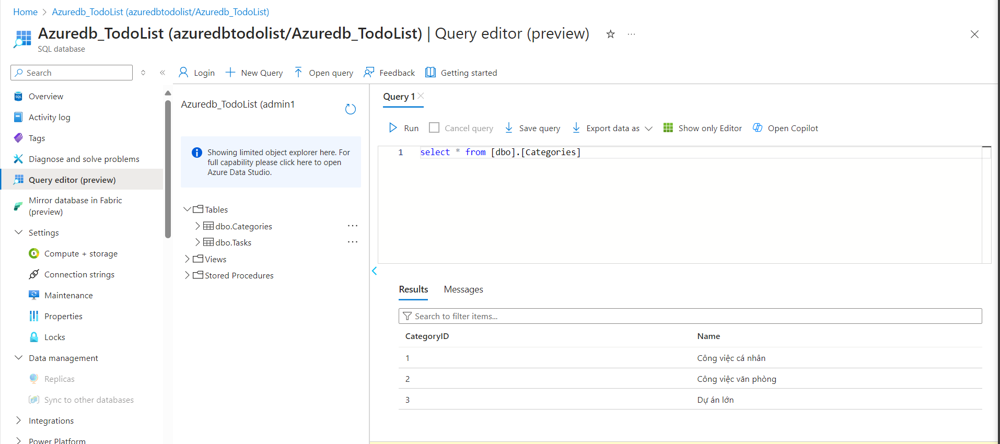 Home > Azuredb_TodoList (azuredbtodolist/Azuredb_TodoList)
Azuredb_TodoList (azuredbtodolist/Azuredb_TodoList) | Query editor (preview)
SQL database
Search
Overview
Activity log
Tags
Diagnose and solve problems
Query editor (preview)
Mirror database in Fabric
(preview)
Settings
Compute + storage
Connection strings
Maintenance
Properties
Locks
Data management
Replicas
Sync to other databases
Integrations
Power Platform
Login
New Query
Open query
Feedback
Getting started
Azuredb_TodoList (admin1
Showing limited object explorer here. For
full capability please click here to open
Azure Data Studio.
Tables
dbo.Categories
dbo.Tasks
Views
Stored Procedures
Query 1
Run
Cancel query
Save query
Export data as
Show only Editor
Open Copilot
1 select * from [dbo].[Categories]
Results Messages
Search to filter items...
CategoryID Name
1 Công việc cá nhân
2 Công việc văn phòng
3 Dự án lớn